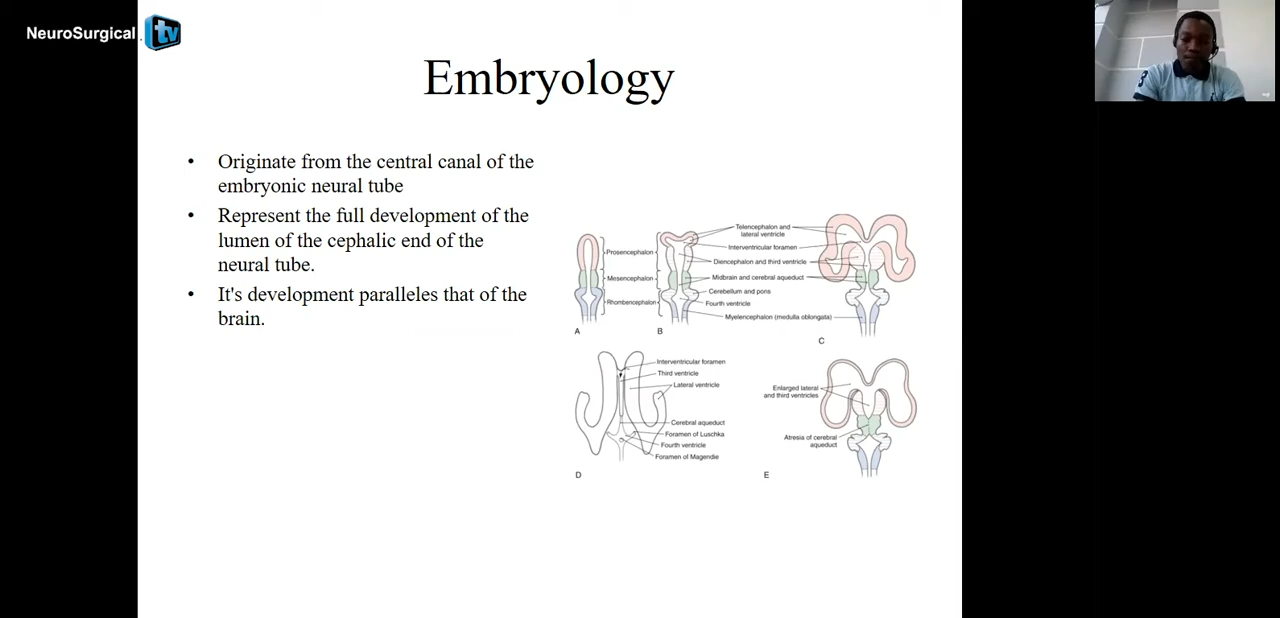 NeuroSurgical tv
Embryology
• Originate from the central canal of the
embryonic neural tube
• Represent the full development of the
lumen of the cephalic end of the
neural tube.
• It's development paralleles that of the
brain.
Prosencephalon
Mesencephalon
Rhombencephalon
A
B
Telencephalon and
lateral ventricle
Interventricular foramen
Diencephalon and third ventricle
Midbrain and cerebral aqueduct
Cerebellum and pons
Fourth ventricle
Myelencephalon (medulla oblongata)
C
Interventricular foramen
Third ventricle
Lateral ventricle
Cerebral aqueduct
Foramen of Luschka
Fourth ventricle
Foramen of Magendie
D
Enlarged lateral
and third ventricles
Atresia of cerebral
aqueduct
E